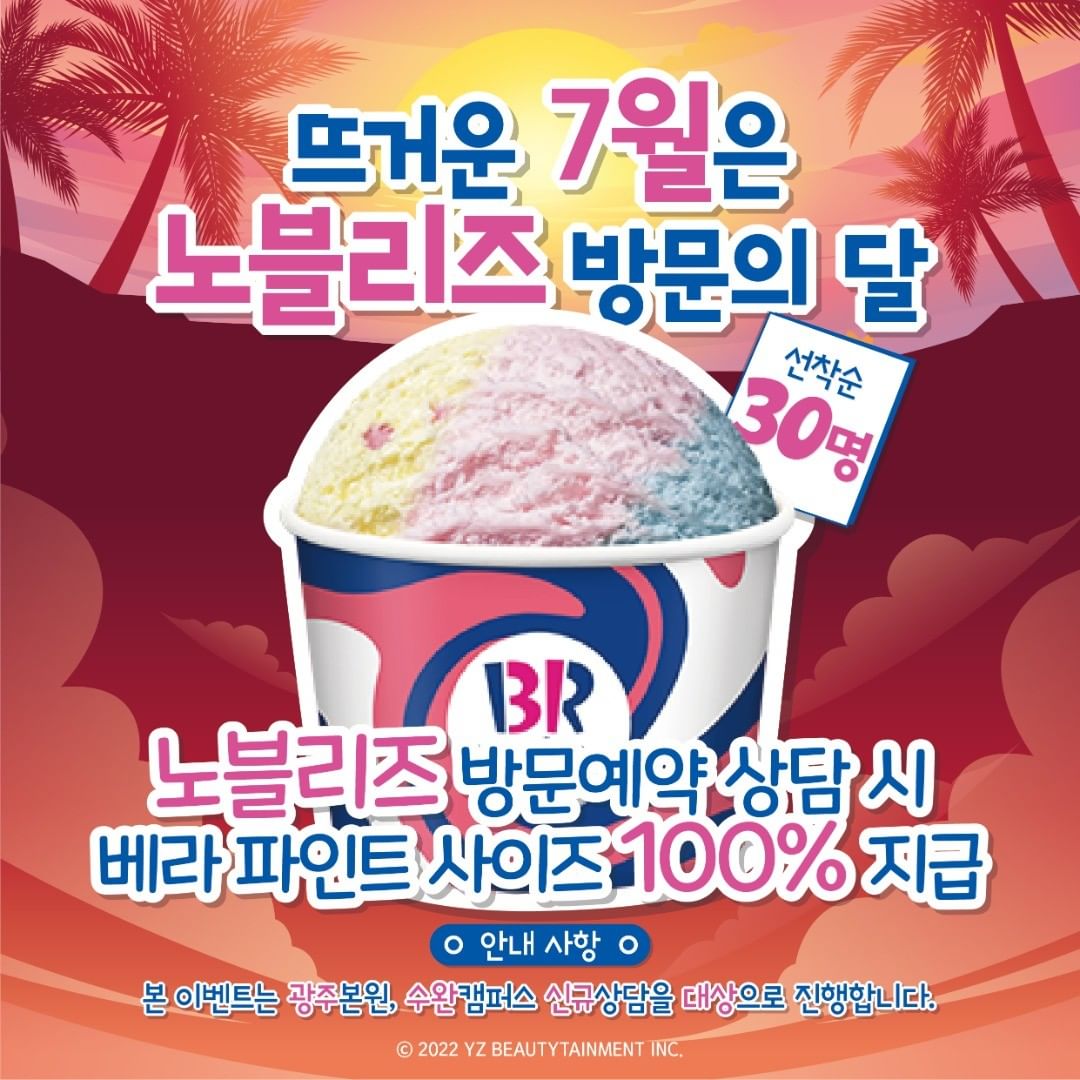 뜨거운 7월은
노블리즈 방문의 달
선착순
30명
BR
노블리즈 방문예약 상담 시
베라 파인트 사이즈 100% 지급
안내 사항
본 이벤트는 광주본원, 수완캠퍼스 신규상담을 대상으로 진행합니다.
© 2022 YZ BEAUTYTAINMENT INC.